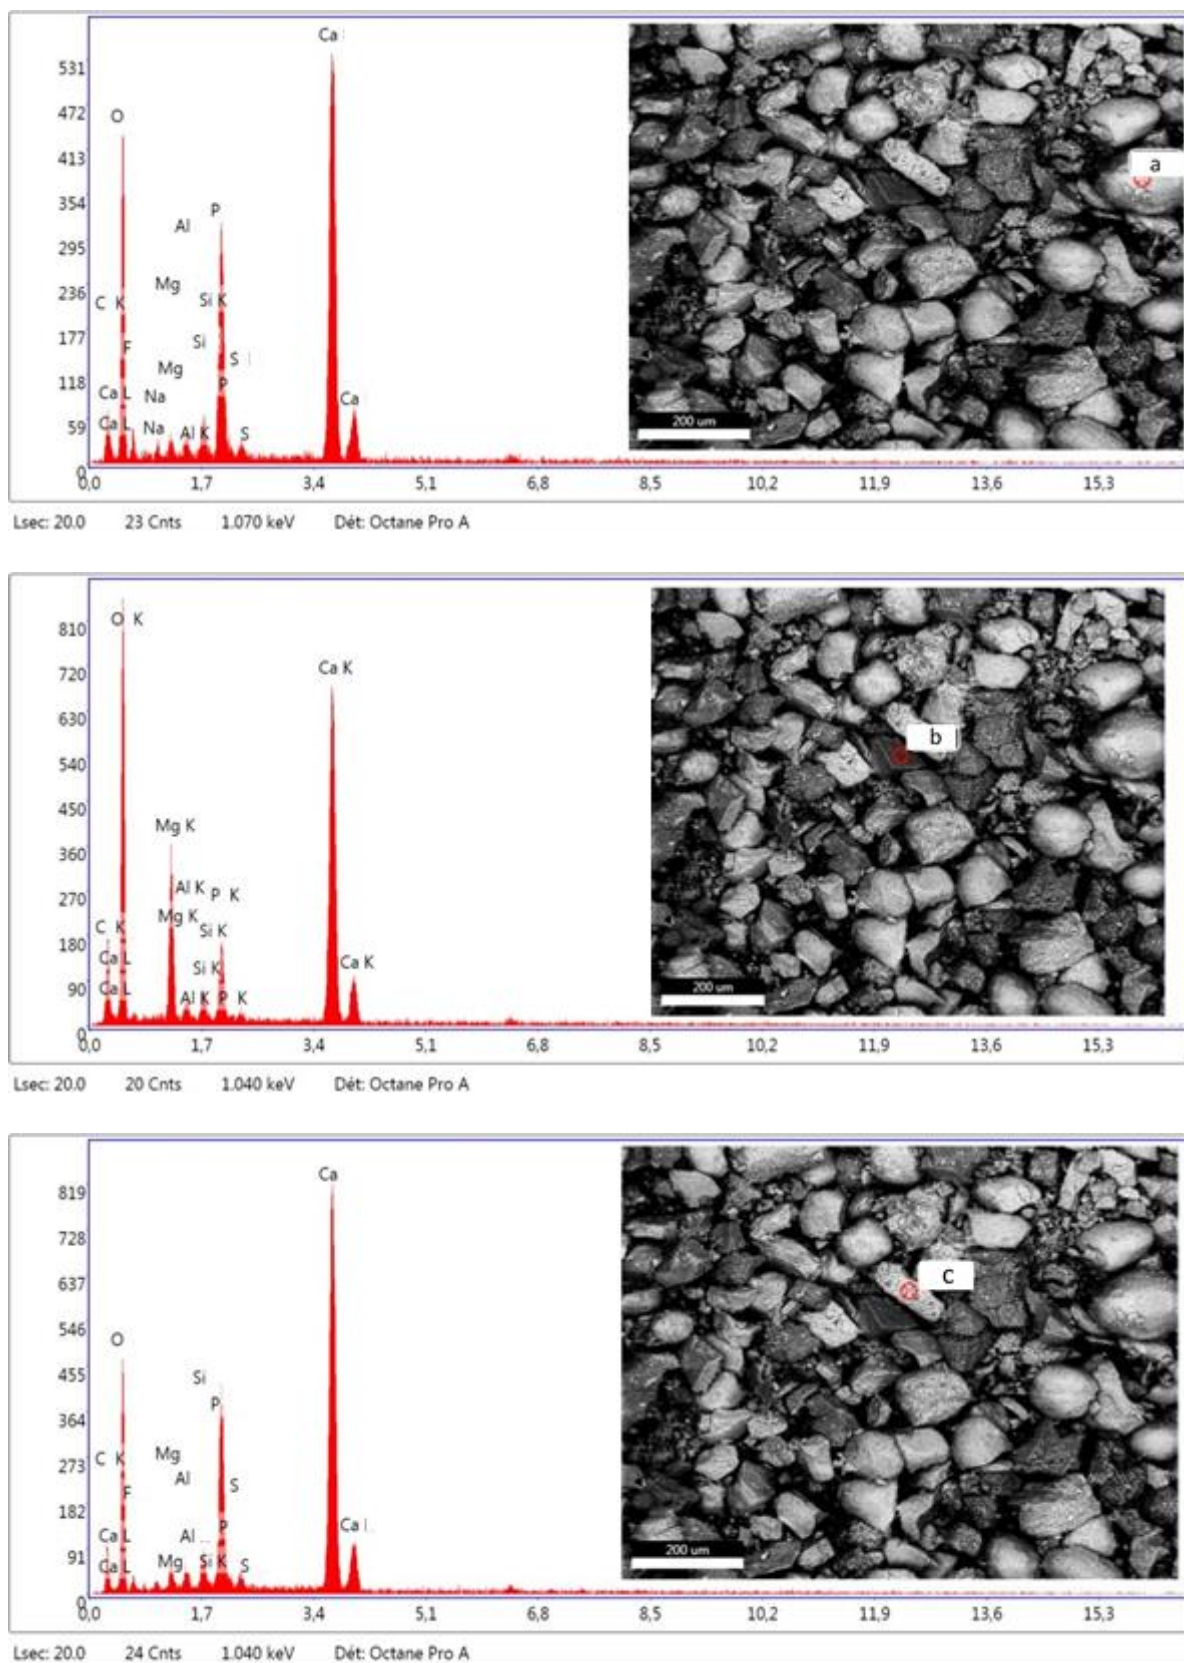 Ca
531
472
O
413
a
354
P
Al
295
Mg
236
C K
Si K
Si
177
F
S
Mg
118
Ca L
Na
P
Ca
200 um
59
Ca L
Na
Al K
S
0
0,0 1,7 3,4 5,1 6,8 8,5 10,2 11,9 13,6 15,3
Lsec: 20.0 23 Cnts 1.070 keV Dét: Octane Pro A
810
O K
720
Ca K
630
b
540
450
Mg K
360
Al K
P K
270
Mg K
C K
Si K
180
Ca L
Si K
Ca K
90
Ca L
Al K
P K
200 um
0
0,0 1,7 3,4 5,1 6,8 8,5 10,2 11,9 13,6 15,3
Lsec: 20.0 20 Cnts 1.040 keV Dét: Octane Pro A
Ca
819
728
637
c
546
O
455
Si
P
364
Mg
C K
273
Al
S
F
182
Ca L
Al
P
Ca
91
Ca L
Mg
Si K
S
200 um
0
0,0 1,7 3,4 5,1 6,8 8,5 10,2 11,9 13,6 15,3
Lsec: 20.0 24 Cnts 1.040 keV Dét: Octane Pro A